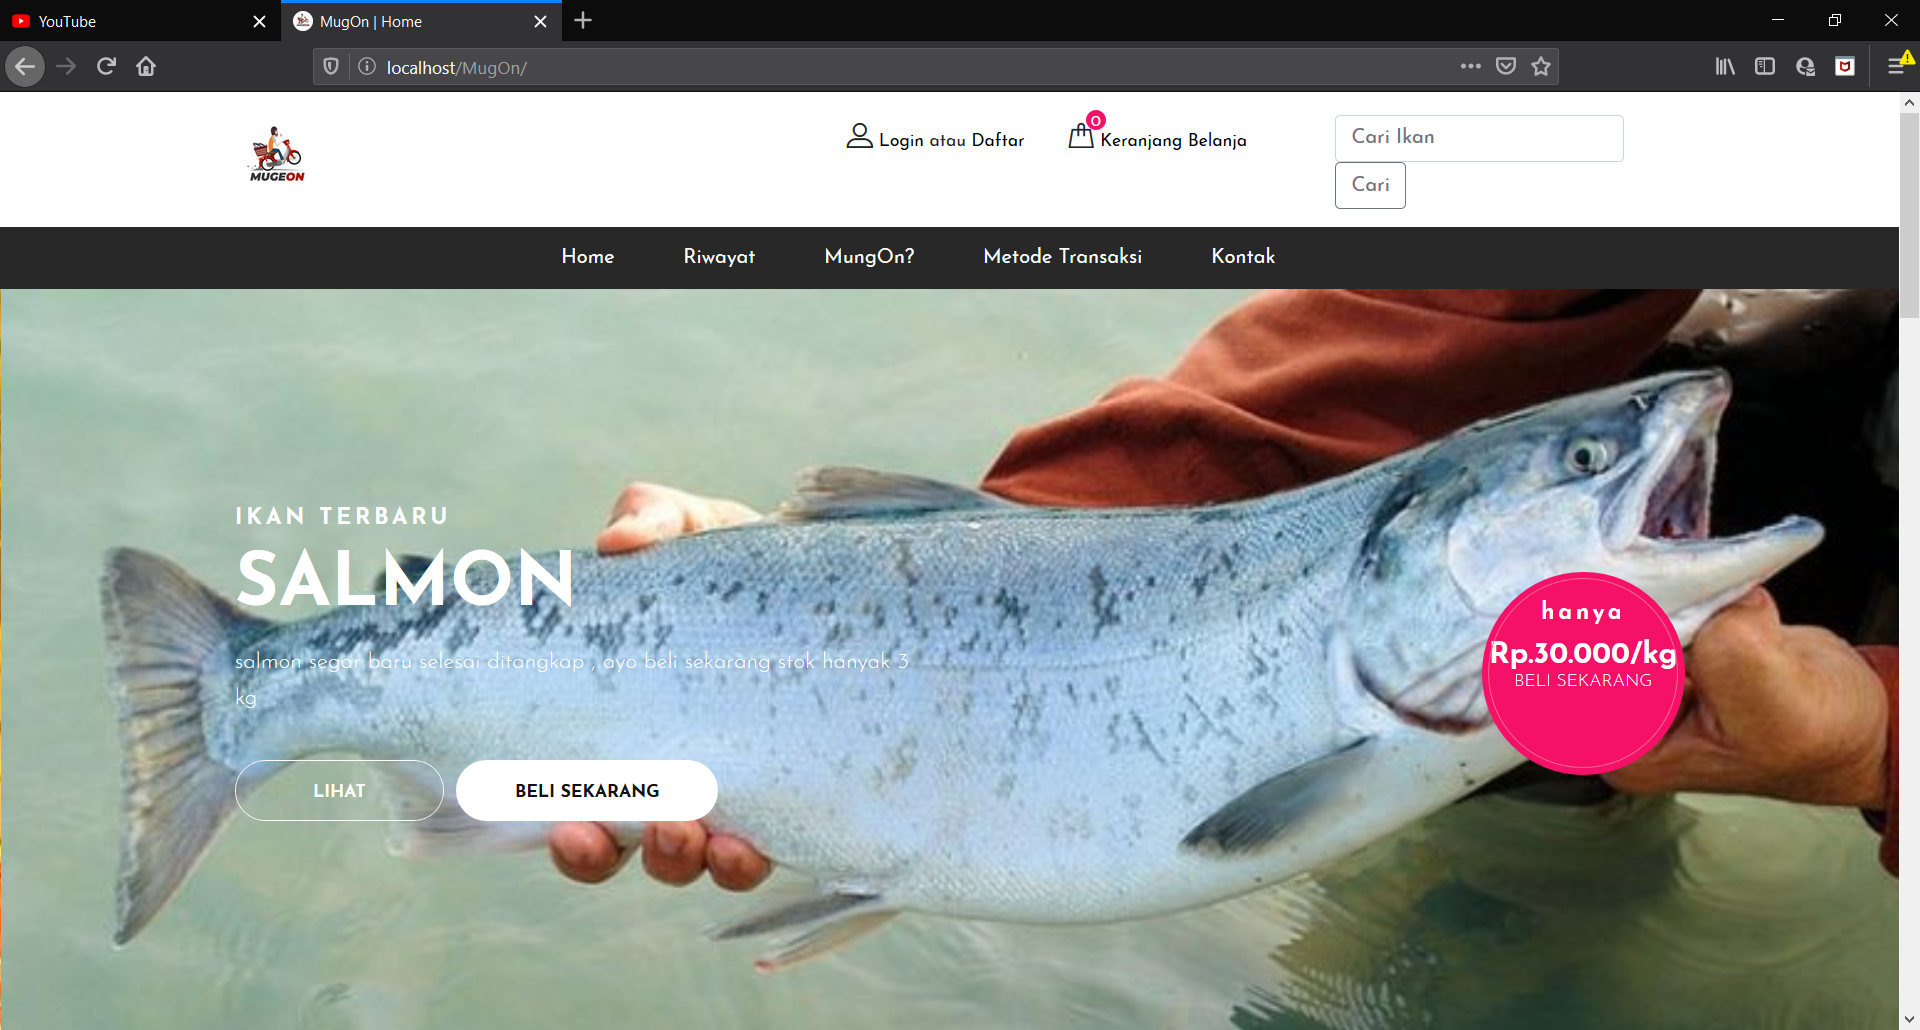 YouTube
MugOn | Home
localhost/MugOn/
MUGEON
Login atau Daftar
0
Keranjang Belanja
Cari Ikan
Cari
Home
Riwayat
MungOn?
Metode Transaksi
Kontak
IKAN TERBARU
SALMON
salmon segar baru selesai ditangkap , ayo beli sekarang stok hanyak 3
kg
LIHAT
BELI SEKARANG
hanya
Rp.30.000/kg
BELI SEKARANG